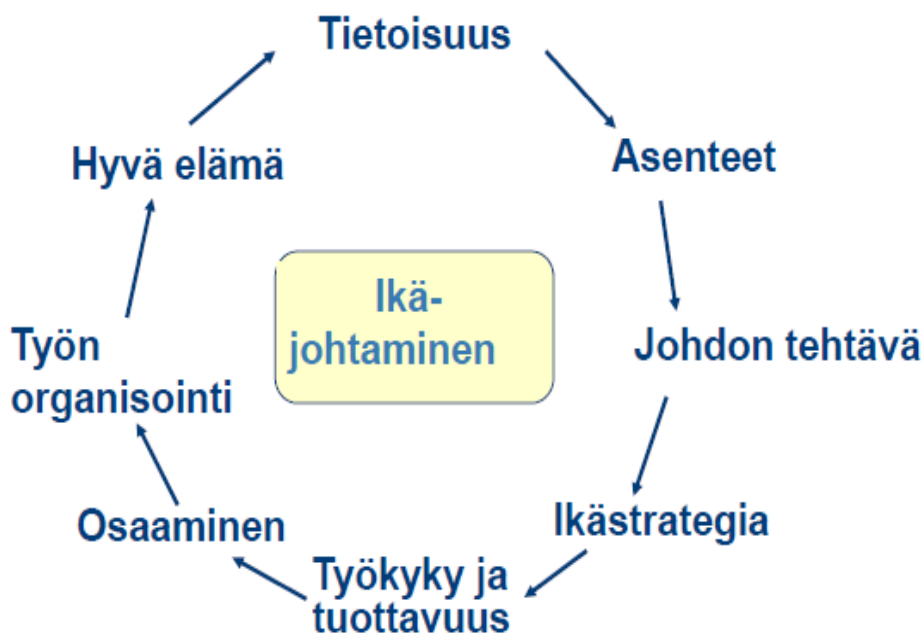 Tietoisuus
Asenteet
Johdon tehtävä
Ikästrategia
Työkyky ja
tuottavuus
Osaaminen
Työn
organisointi
Hyvä elämä
Ikä-
johtaminen